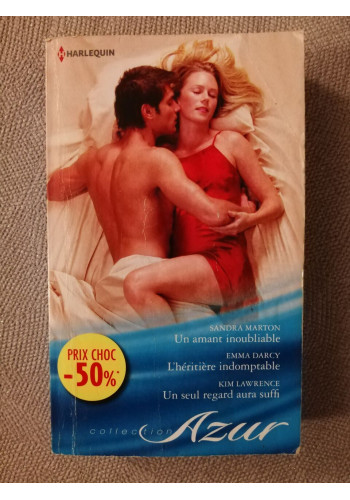 HARLEQUIN
SANDRA MARTON
Un amant inoubliable
EMMA DARCY
L'héritière indomptable
KIM LAWRENCE
Un seul regard aura suffi
PRIX CHOC
-50%*
collection Azur